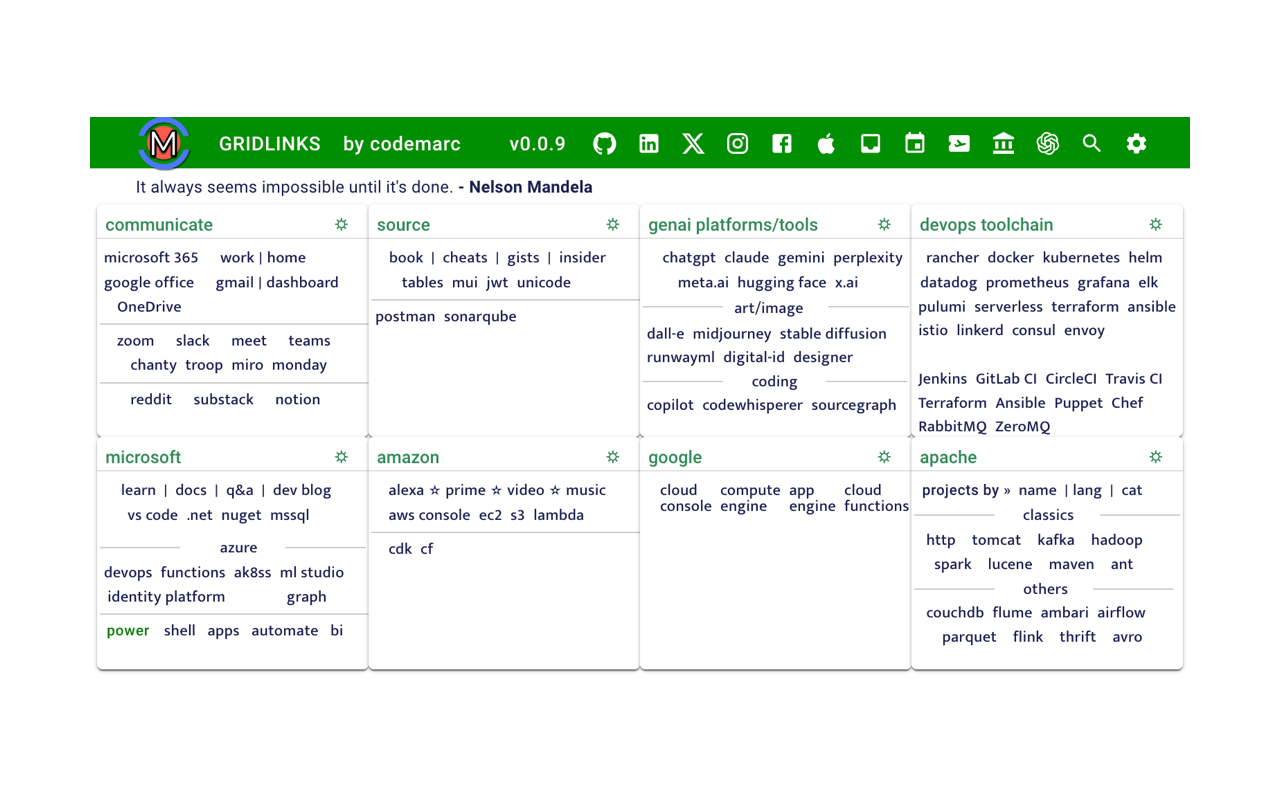 M GRIDLINKS by codemarc v0.0.9
It always seems impossible until it's done. - Nelson Mandela
communicate
microsoft 365 work | home
google office gmail | dashboard
OneDrive
zoom slack meet teams
chanty troop miro monday
reddit substack notion
source
book | cheats | gists | insider
tables mui jwt unicode
postman sonarqube
genai platforms/tools
chatgpt claude gemini perplexity
meta.ai hugging face x.ai
art/image
dall-e midjourney stable diffusion
runwayml digital-id designer
coding
copilot codewhisperer sourcegraph
devops toolchain
rancher docker kubernetes helm
datadog prometheus grafana elk
pulumi serverless terraform ansible
istio linkerd consul envoy
Jenkins GitLab CI CircleCI Travis CI
Terraform Ansible Puppet Chef
RabbitMQ ZeroMQ
microsoft
learn | docs | q&a | dev blog
vs code .net nuget mssql
azure
devops functions ak8ss ml studio
identity platform graph
power shell apps automate bi
amazon
alexa ☆ prime ☆ video ☆ music
aws console ec2 s3 lambda
cdk cf
google
cloud compute app cloud
console engine engine functions
apache
projects by » name | lang | cat
classics
http tomcat kafka hadoop
spark lucene maven ant
others
couchdb flume ambari airflow
parquet flink thrift avro